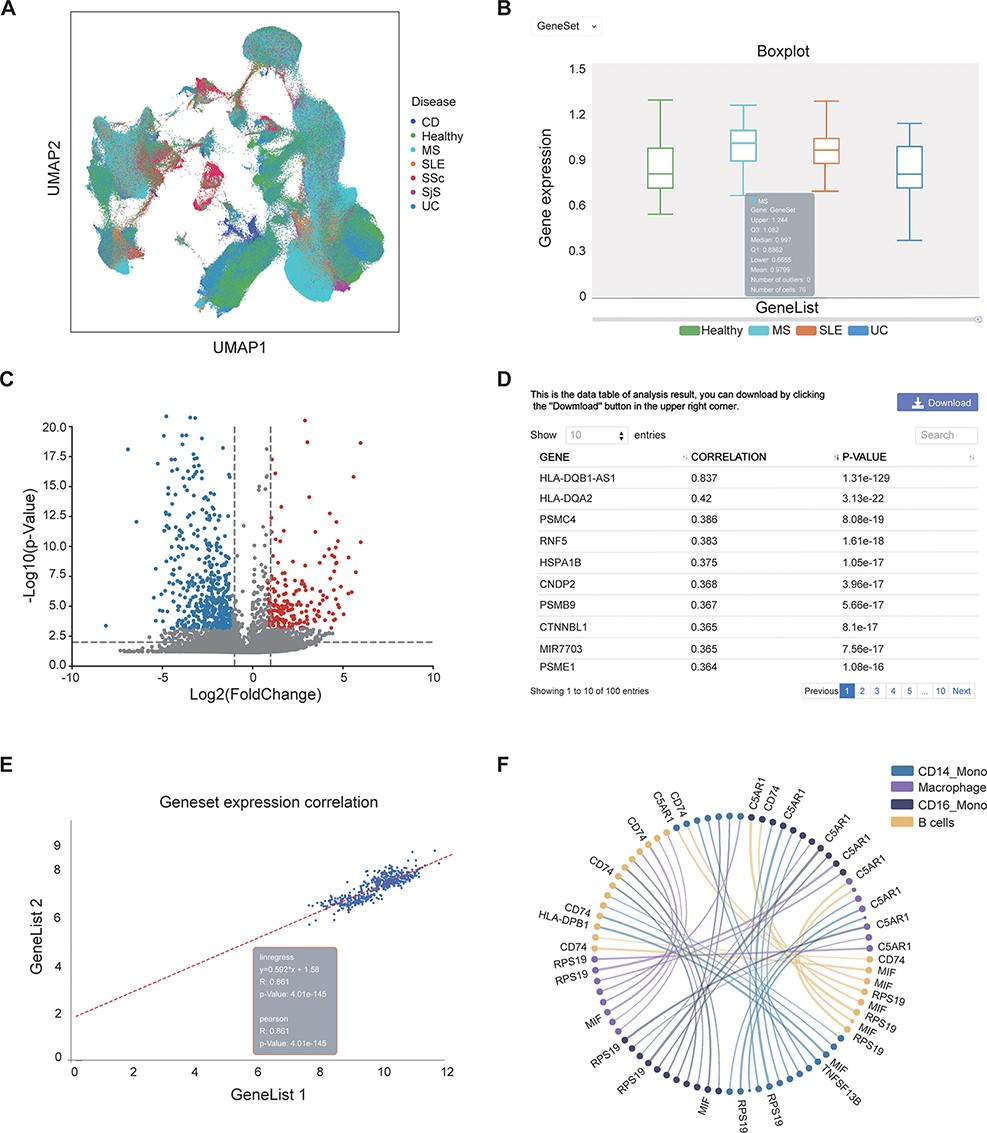 A
UMAP2
UMAP1
Disease
CD
Healthy
MS
SLE
SSc
SjS
UC
B
GeneSet
Boxplot
Gene expression
1.5
1.2
0.9
0.6
0.3
0
MS
Gene: GeneSet
Upper: 1.244
Q3: 1.082
Median: 0.997
Q1: 0.8862
Lower: 0.6655
Mean: 0.9799
Number of outliers: 0
Number of cells: 76
GeneList
Healthy MS SLE UC
C
-Log10(p-Value)
20.0
17.5
15.0
12.5
10.0
7.5
5.0
2.5
0.0
-10 -5 0 5 10
Log2(FoldChange)
D
This is the data table of analysis result, you can download by clicking
the "Dowmload" button in the upper right corner.
Download
Show 10 entries
Search
GENE CORRELATION P-VALUE
HLA-DQB1-AS1 0.837 1.31e-129
HLA-DQA2 0.42 3.13e-22
PSMC4 0.386 8.08e-19
RNF5 0.383 1.61e-18
HSPA1B 0.375 1.05e-17
CNDP2 0.368 3.96e-17
PSMB9 0.367 5.66e-17
CTNNBL1 0.365 8.1e-17
MIR7703 0.365 7.56e-17
PSME1 0.364 1.08e-16
Showing 1 to 10 of 100 entries
Previous 1 2 3 4 5 ... 10 Next
E
Geneset expression correlation
GeneList 2
9
8
6
4
2
0
linregress
y=0.592*x + 1.58
R: 0.861
p-Value: 4.01e-145
pearson
R: 0.861
p-Value: 4.01e-145
0 2 4 6 8 10 12
GeneList 1
F
CD14_Mono
Macrophage
CD16_Mono
B cells
C5AR1
CD74
C5AR1
C5AR1
C5AR1
C5AR1
C5AR1
C5AR1
C5AR1
CD74
MIF
MIF
RPS19
MIF
RPS19
MIF
RPS19
MIF
TNFSF13B
RPS19
RPS19
MIF
RPS19
RPS19
MIF
RPS19
RPS19
CD74
HLA-DPB1
CD74
CD74
CD74
C5AR1
CD74